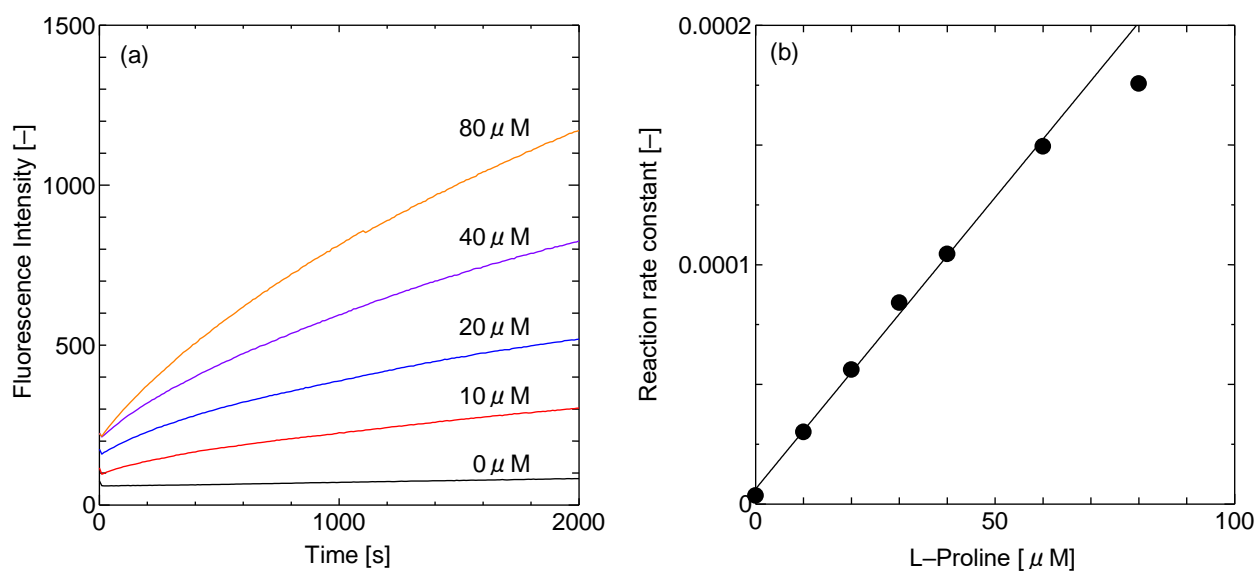 (a)
1500
1000
500
0
Fluorescence Intensity [–]
80 μ M
40 μ M
20 μ M
10 μ M
0 μ M
0
1000
2000
Time [s]
(b)
0.0002
0.0001
0
Reaction rate constant [–]
0
50
100
L–Proline [ μ M]